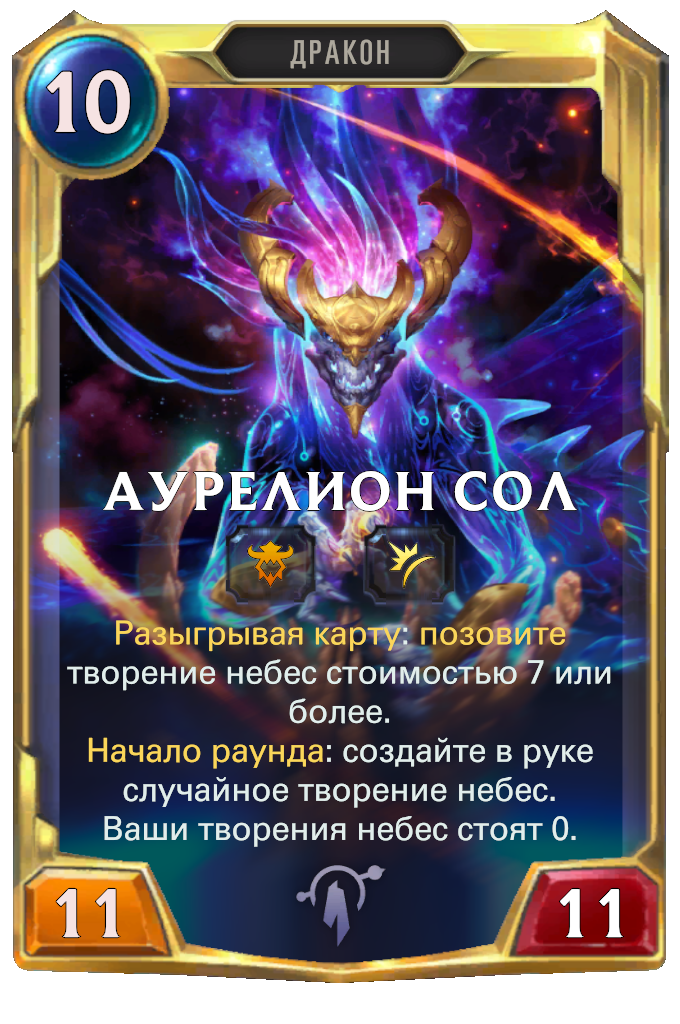 ДРАКОН
10
АУРЕЛИОН СОЛ
Разыгрывая карту: позовите
творение небес стоимостью 7 или
более.
Начало раунда: создайте в руке
случайное творение небес.
Ваши творения небес стоят 0.
11
11